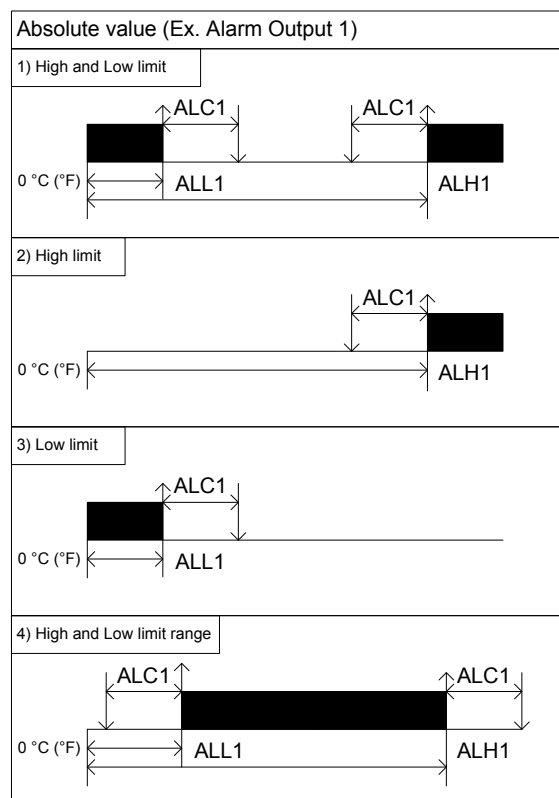 Absolute value (Ex. Alarm Output 1)
1) High and Low limit
ALC1 ALC1
0 °C (°F) ALL1 ALH1
2) High limit
ALC1
0 °C (°F) ALH1
3) Low limit
ALC1
0 °C (°F) ALL1
4) High and Low limit range
ALC1 ALC1
0 °C (°F) ALL1 ALH1